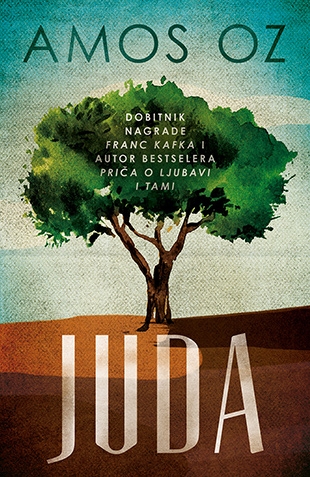 AMOS OZ
DOBITNIK
NAGRADE
FRANC KAFKA I
AUTOR BESTSELERA
PRIČA O LJUBAVI
I TAMI
JUDA